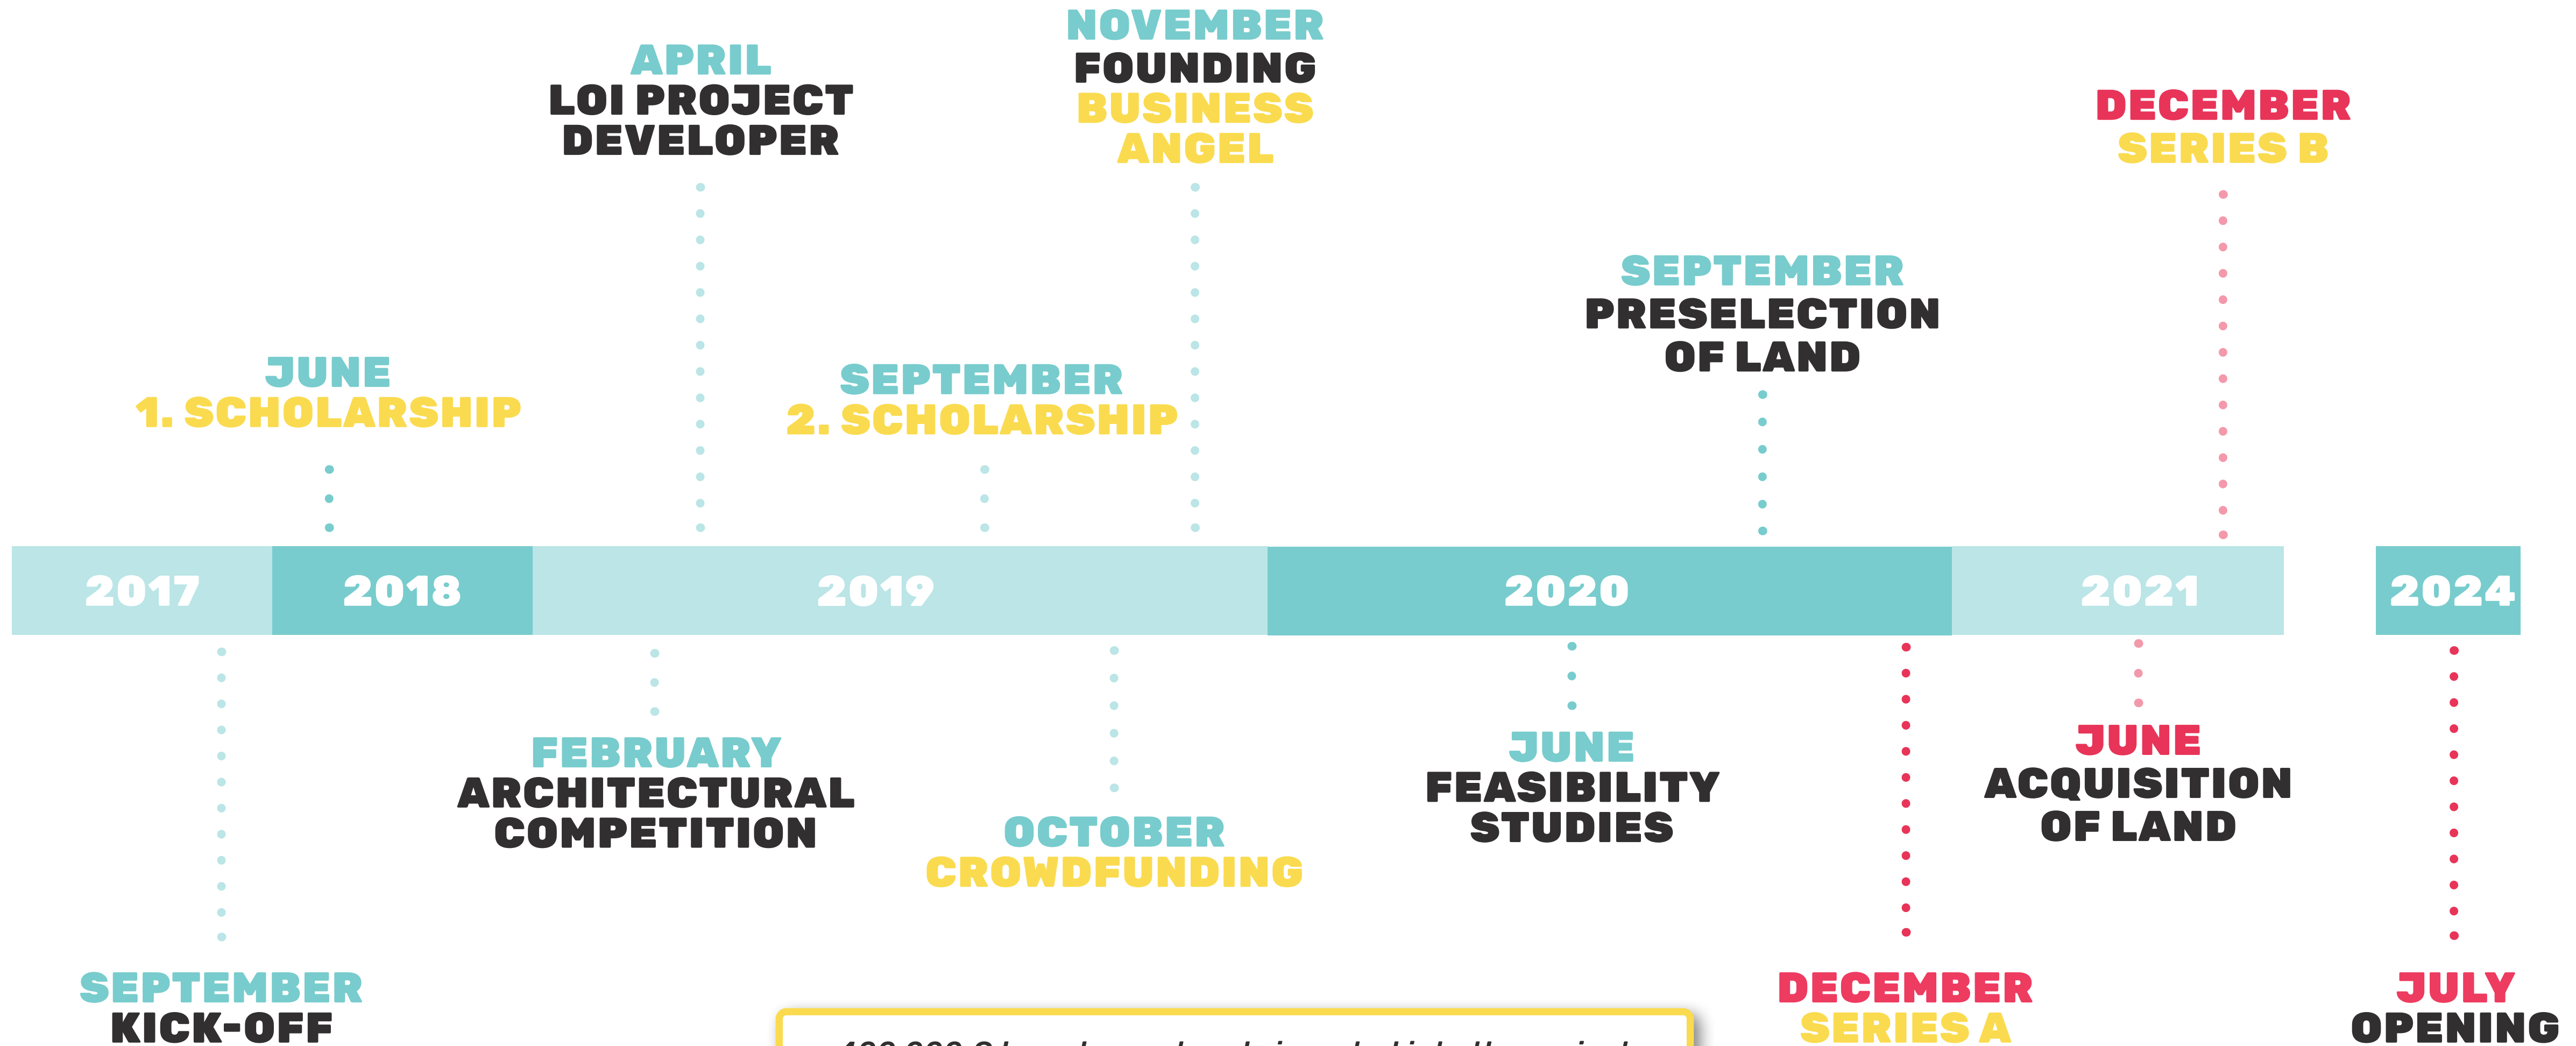 NOVEMBER
FOUNDING
BUSINESS
ANGEL
APRIL
LOI PROJECT
DEVELOPER
DECEMBER
SERIES B
SEPTEMBER
PRESELECTION
OF LAND
JUNE
1. SCHOLARSHIP
SEPTEMBER
2. SCHOLARSHIP
2017
2018
2019
2020
2021
2024
FEBRUARY
ARCHITECTURAL
COMPETITION
OCTOBER
CROWDFUNDING
JUNE
FEASIBILITY
STUDIES
JUNE
ACQUISITION
OF LAND
SEPTEMBER
KICK-OFF
DECEMBER
SERIES A
JULY
OPENING